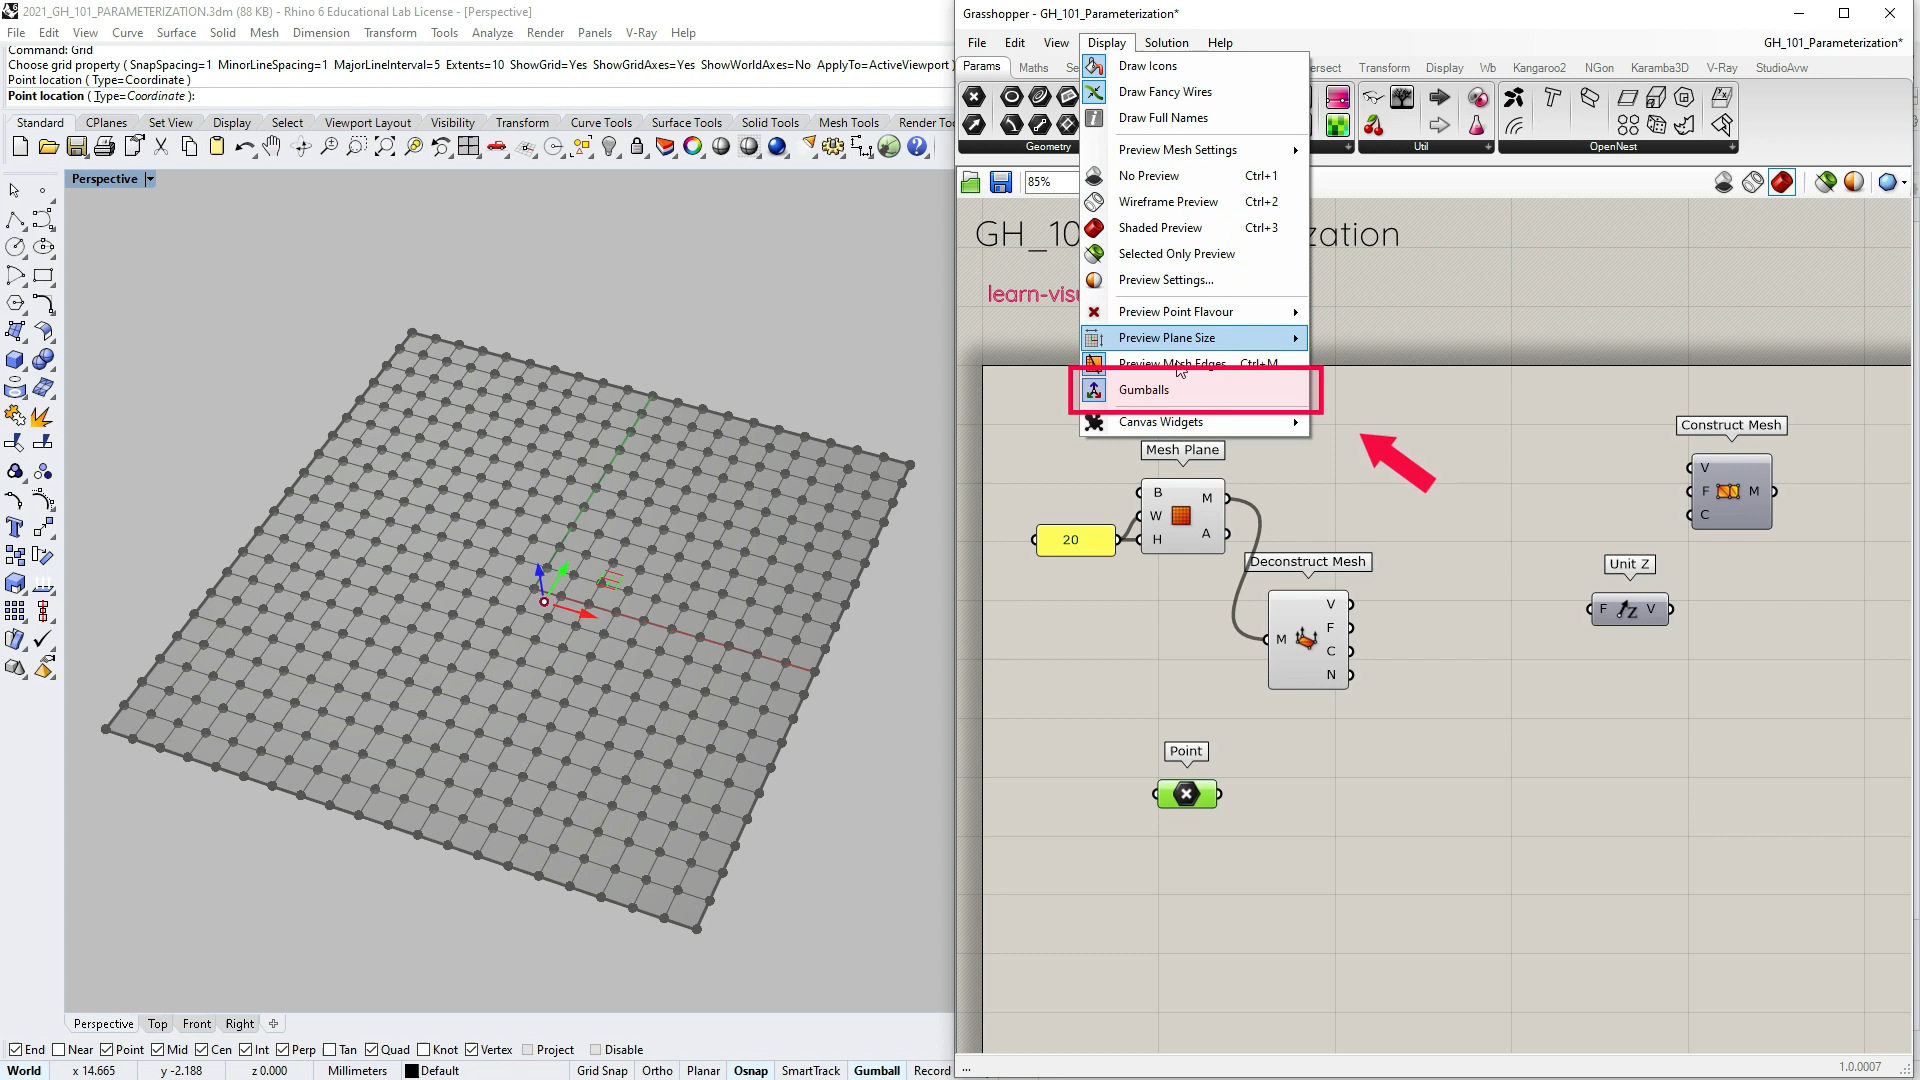 2021_GH_101_PARAMETERIZATION.3dm (88 KB) - Rhino 6 Educational Lab License - [Perspective]
File Edit View Curve Surface Solid Mesh Dimension Transform Tools Analyze Render Panels V-Ray Help
Command: Grid
Choose grid property ( SnapSpacing=1 MinorLineSpacing=1 MajorLineInterval=5 Extents=10 ShowGrid=Yes ShowGridAxes=Yes ShowWorldAxes=No ApplyTo=ActiveViewport )
Point location ( Type=Coordinate )
Point location ( Type=Coordinate ):
Standard CPlanes Set View Display Select Viewport Layout Visibility Transform Curve Tools Surface Tools Solid Tools Mesh Tools Render To
Perspective
Perspective Top Front Right
End Near Point Mid Cen Int Perp Tan Quad Knot Vertex Project Disable
World x 14.665 y -2.188 z 0.000 Millimeters Default Grid Snap Ortho Planar Osnap SmartTrack Gumball Record
Grasshopper - GH_101_Parameterization*
File Edit View Display Solution Help GH_101_Parameterization*
Params Maths Se ersect Transform Display Wb Kangaroo2 NGon Karamba3D V-Ray StudioAvw
Geometry Util OpenNest
85%
Draw Icons
Draw Fancy Wires
Draw Full Names
Preview Mesh Settings
No Preview Ctrl+1
Wireframe Preview Ctrl+2
Shaded Preview Ctrl+3
Selected Only Preview
Preview Settings...
Preview Point Flavour
Preview Plane Size
Preview Mesh Edges Ctrl+M
Gumballs
Canvas Widgets
GH_10 zation
learn-visu
Mesh Plane
B M
W
H A
20
Deconstruct Mesh
V
F
M
C
N
Point
Construct Mesh
V
F M
C
Unit Z
F Z V
... 1.0.0007